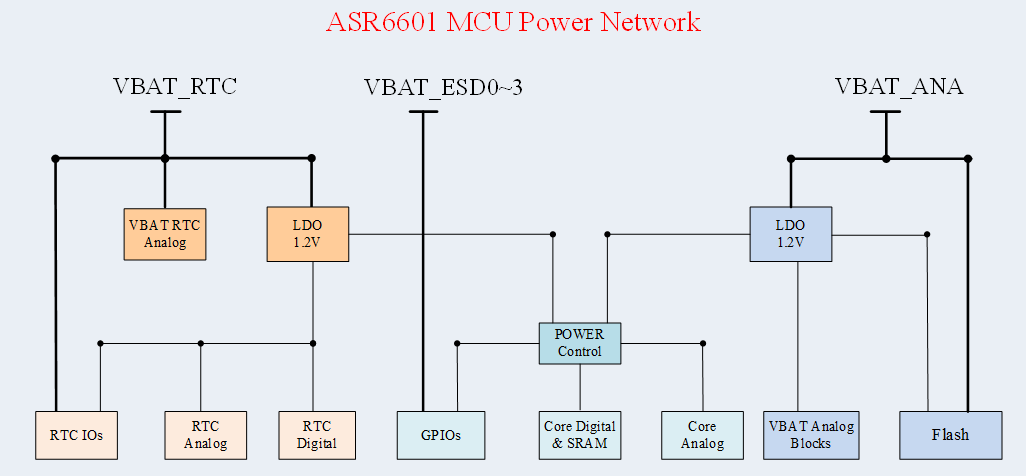 ASR6601 MCU Power Network
VBAT_RTC
VBAT_ESD0~3
VBAT_ANA
VBAT RTC
Analog
LDO
1.2V
LDO
1.2V
POWER
Control
RTC IOs
RTC
Analog
RTC
Digital
GPIOs
Core Digital
& SRAM
Core
Analog
VBAT Analog
Blocks
Flash